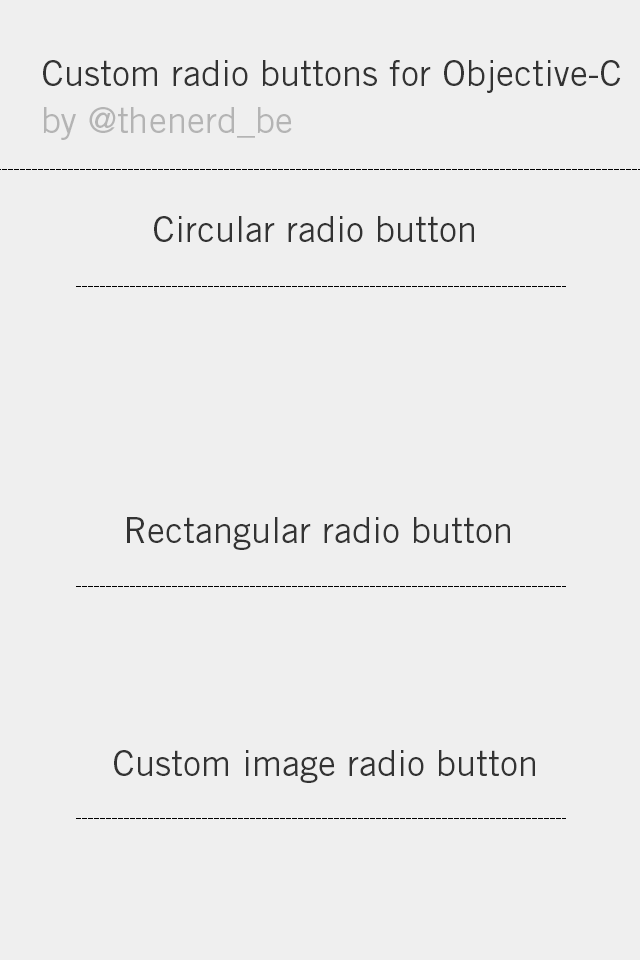 Custom radio buttons for Objective-C
by @thenerd_be
Circular radio button
Rectangular radio button
Custom image radio button